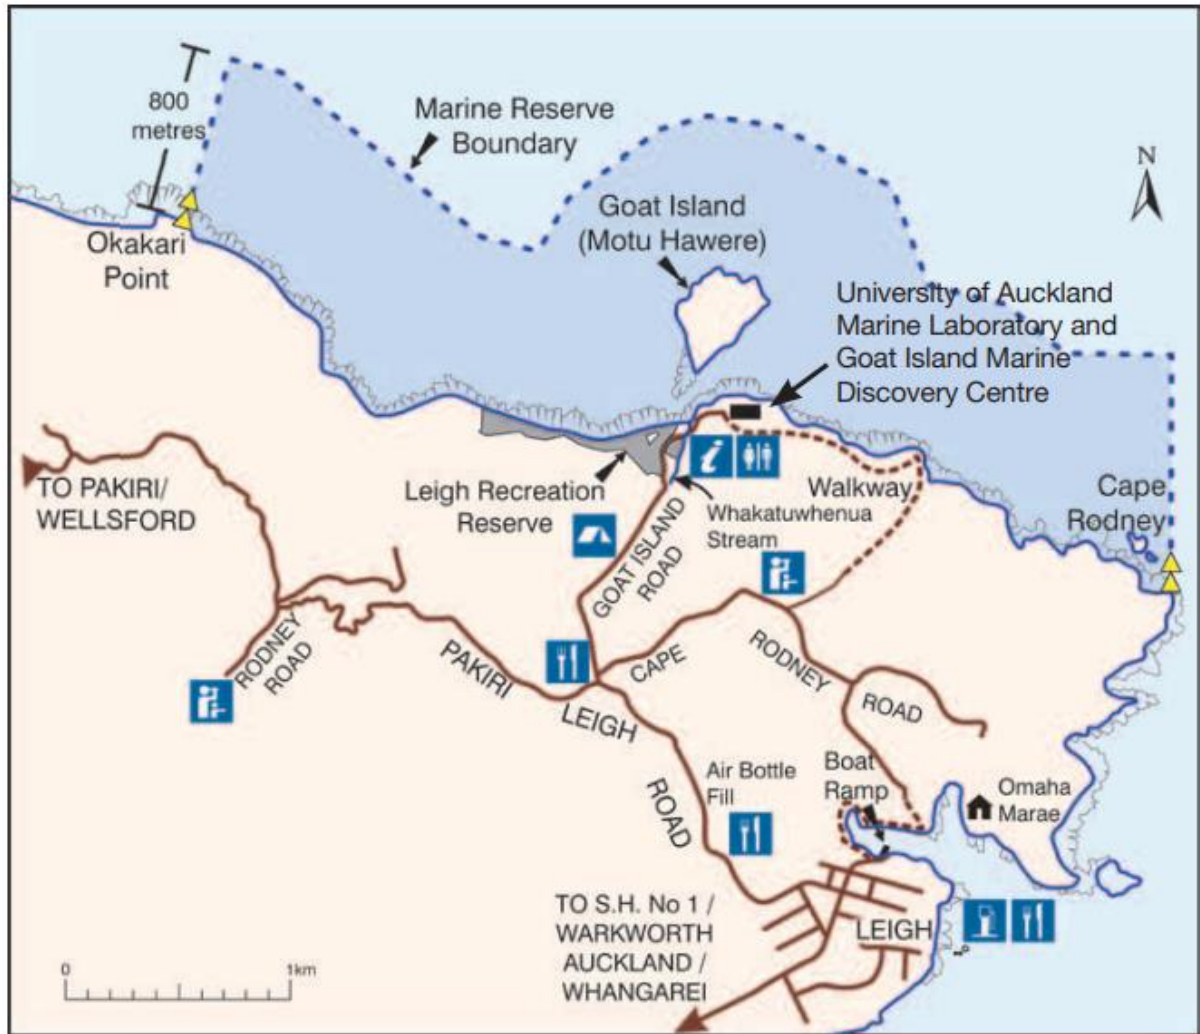 800
metres
Marine Reserve
Boundary
N
Goat Island
(Motu Hawere)
Okakari
Point
University of Auckland
Marine Laboratory and
Goat Island Marine
Discovery Centre
TO PAKIRI/
WELLSFORD
Leigh Recreation
Reserve
Walkway
Cape
Rodney
Whakatuwhenua
Stream
GOAT ISLAND
ROAD
RODNEY
ROAD
PAKIRI
LEIGH
ROAD
CAPE
RODNEY
ROAD
Air Bottle
Fill
Boat
Ramp
Omaha
Marae
TO S.H. No 1 /
WARKWORTH
AUCKLAND /
WHANGAREI
LEIGH
0
1km